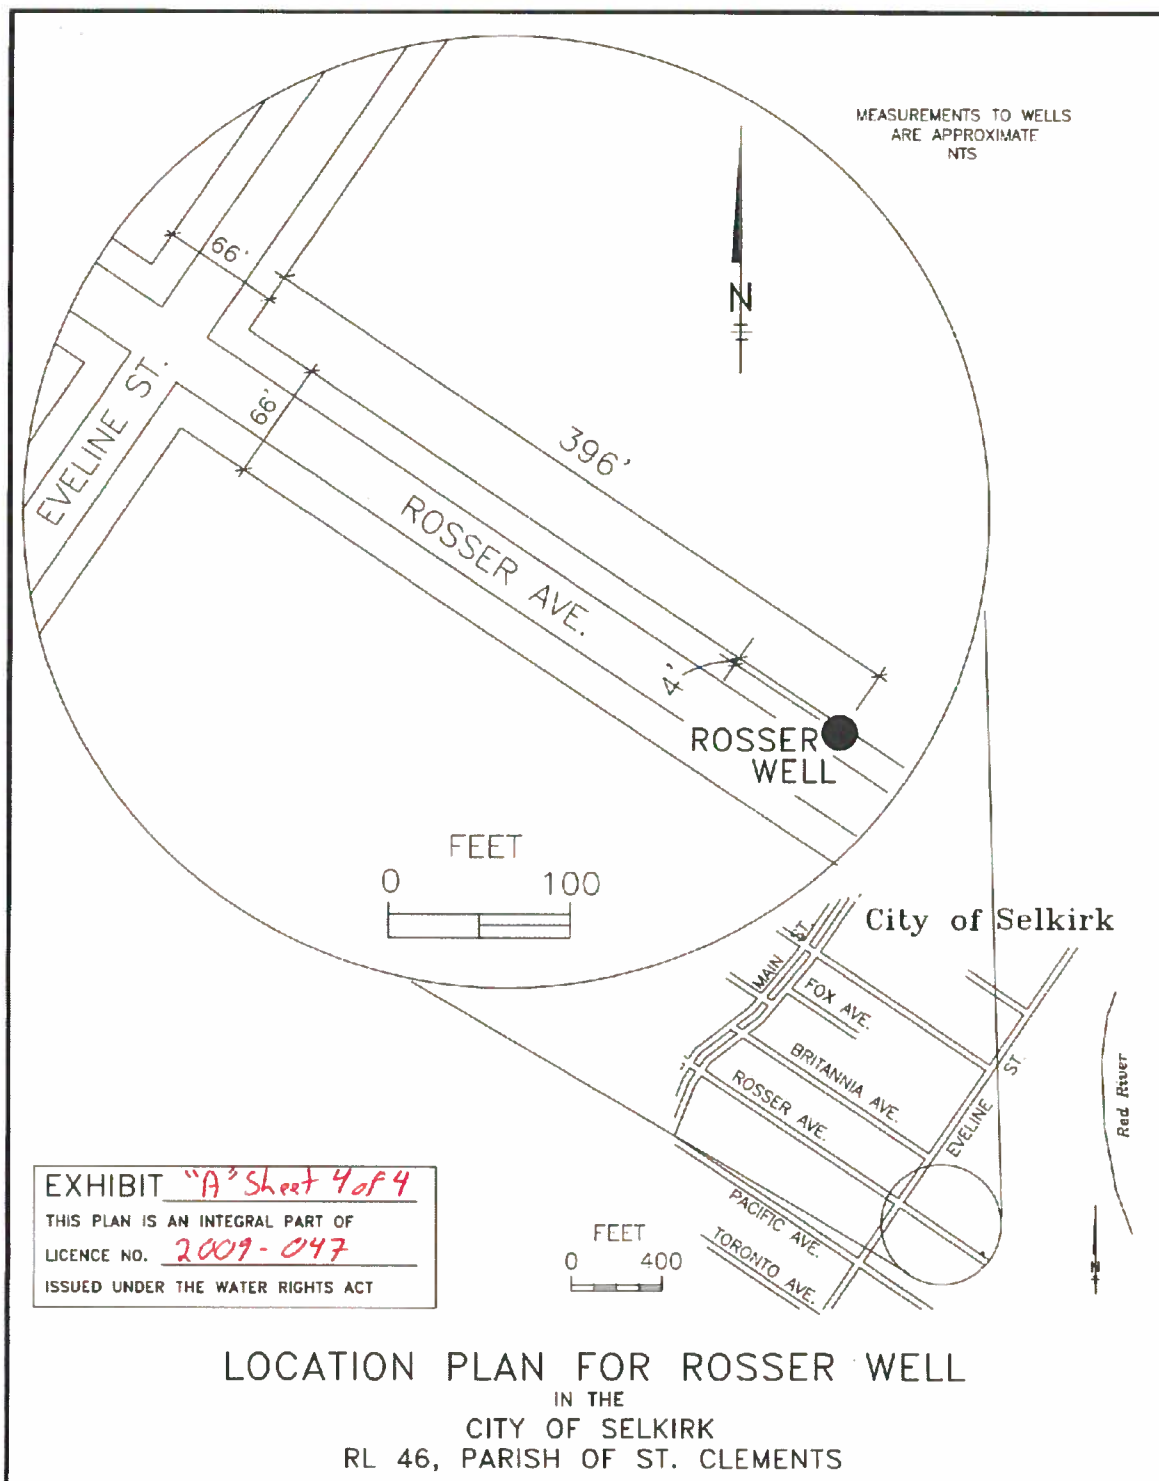 MEASUREMENTS TO WELLS
ARE APPROXIMATE
NTS
N
66'
66'
396'
EVELINE ST.
ROSSER AVE.
4'
ROSSER
WELL
FEET
0 100
City of Selkirk
MAIN ST.
FOX AVE.
BRITANNIA AVE.
ROSSER AVE.
EVELINE ST.
Red River
PACIFIC AVE.
TORONTO AVE.
FEET
0 400
N
EXHIBIT "A" Sheet 4 of 4
THIS PLAN IS AN INTEGRAL PART OF
LICENCE NO. 2009-047
ISSUED UNDER THE WATER RIGHTS ACT
LOCATION PLAN FOR ROSSER WELL
IN THE
CITY OF SELKIRK
RL 46, PARISH OF ST. CLEMENTS